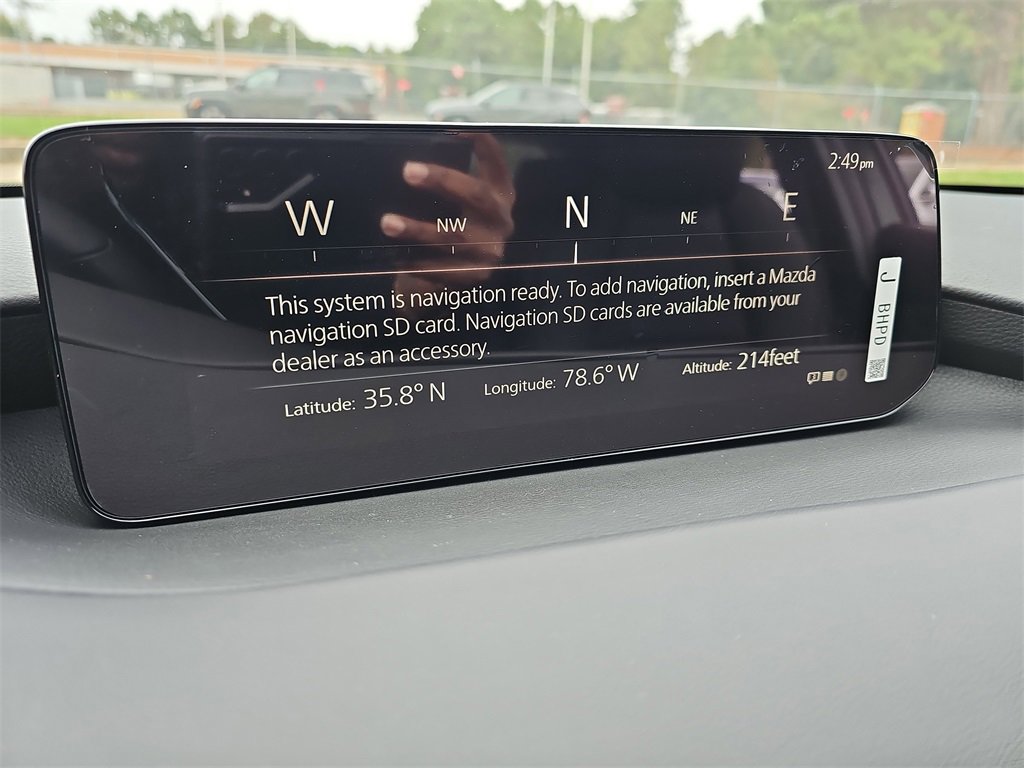 2:49pm
W NW N NE E
This system is navigation ready. To add navigation, insert a Mazda
navigation SD card. Navigation SD cards are available from your
dealer as an accessory.
Latitude: 35.8° N Longitude: 78.6° W Altitude: 214feet
J BHPD